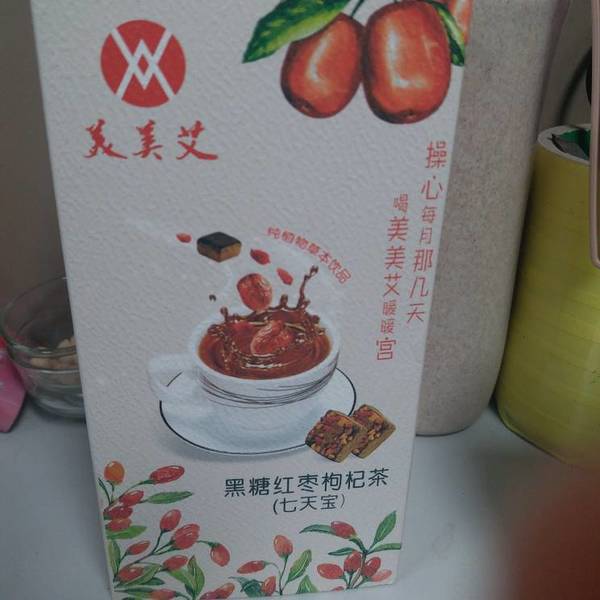 美美艾
操心每月那几天
喝美美艾暖暖宫
纯植物草本饮品
黑糖红枣枸杞茶
(七天宝)